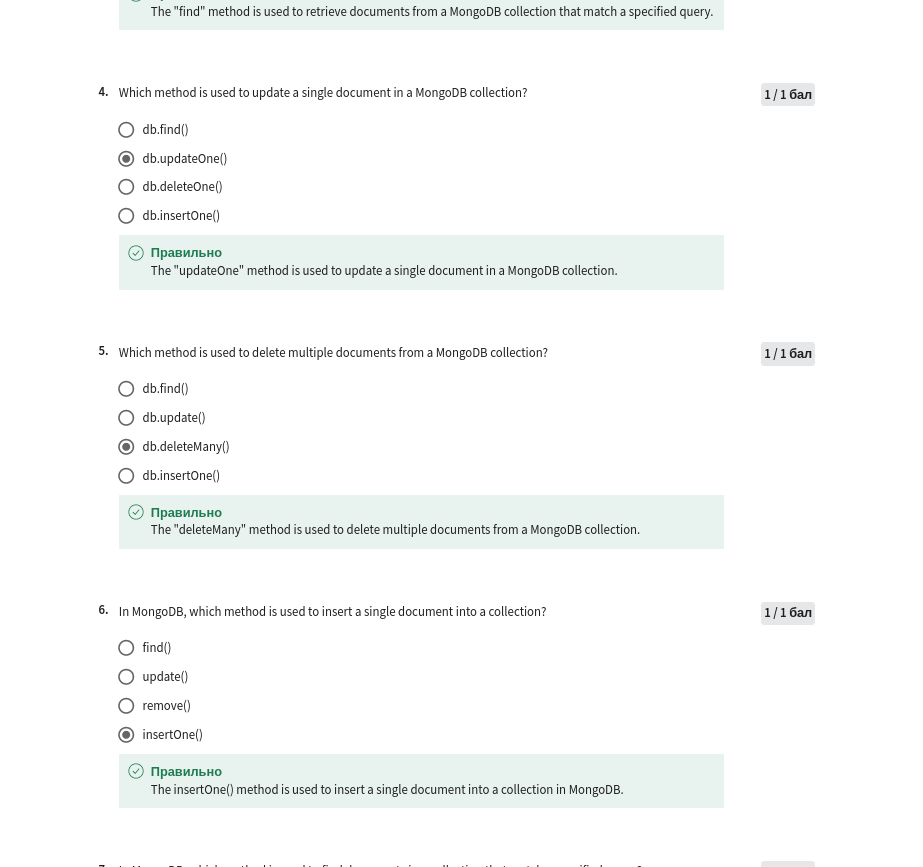 The "find" method is used to retrieve documents from a MongoDB collection that match a specified query.
4. Which method is used to update a single document in a MongoDB collection? 1 / 1 бал
db.find()
db.updateOne()
db.deleteOne()
db.insertOne()
Правильно
The "updateOne" method is used to update a single document in a MongoDB collection.
5. Which method is used to delete multiple documents from a MongoDB collection? 1 / 1 бал
db.find()
db.update()
db.deleteMany()
db.insertOne()
Правильно
The "deleteMany" method is used to delete multiple documents from a MongoDB collection.
6. In MongoDB, which method is used to insert a single document into a collection? 1 / 1 бал
find()
update()
remove()
insertOne()
Правильно
The insertOne() method is used to insert a single document into a collection in MongoDB.